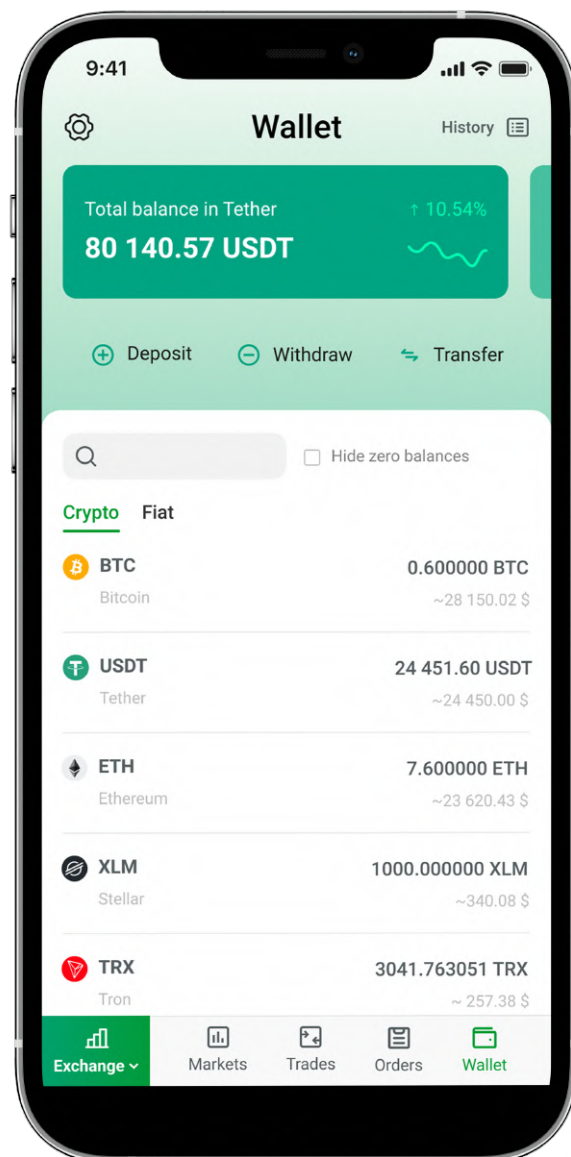 9:41
Wallet
History
Total balance in Tether
↑ 10.54%
80 140.57 USDT
Deposit
Withdraw
Transfer
Hide zero balances
Crypto
Fiat
BTC
0.600000 BTC
Bitcoin
~28 150.02 $
USDT
24 451.60 USDT
Tether
~24 450.00 $
ETH
7.600000 ETH
Ethereum
~23 620.43 $
XLM
1000.000000 XLM
Stellar
~340.08 $
TRX
3041.763051 TRX
Tron
~ 257.38 $
Exchange
Markets
Trades
Orders
Wallet